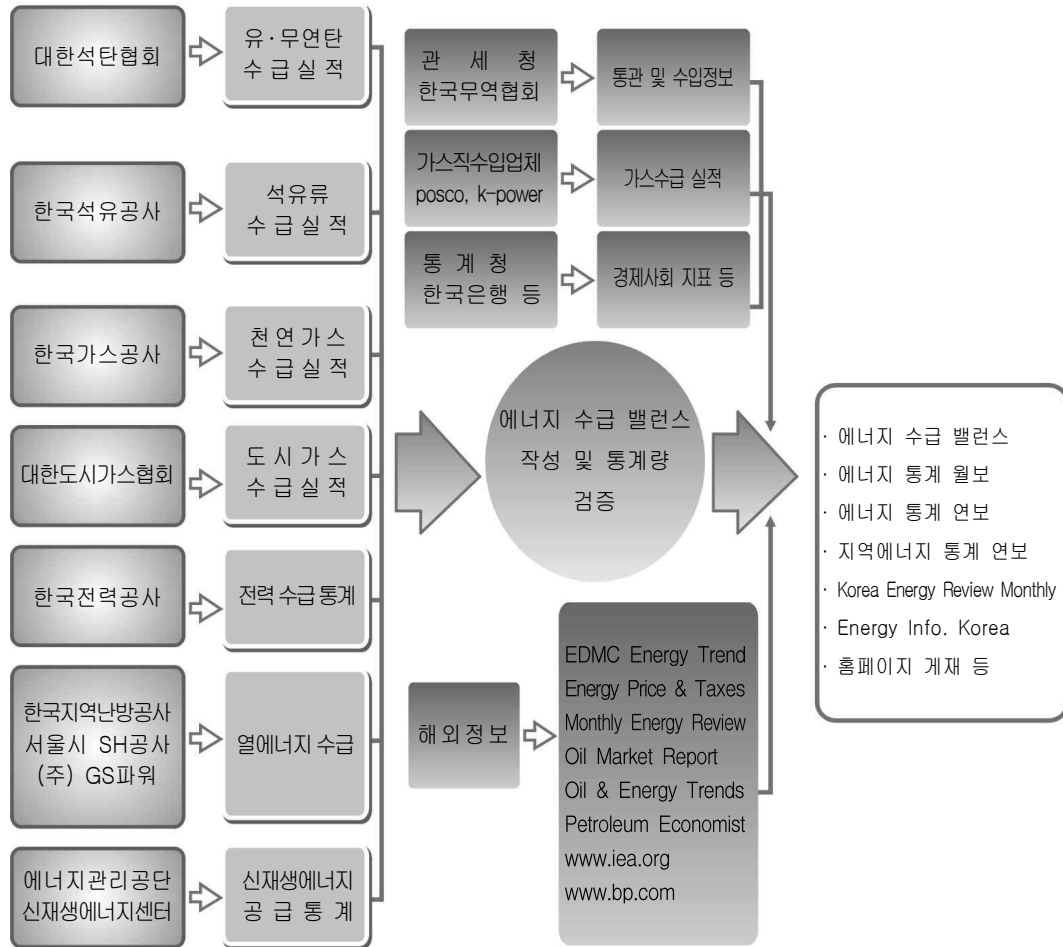 대한석탄협회
유·무연탄
수급실적
한국석유공사
석유류
수급실적
한국가스공사
천연가스
수급실적
대한도시가스협회
도시가스
수급실적
한국전력공사
전력수급통계
한국지역난방공사
서울시 SH공사
(주) GS파워
열에너지 수급
에너지관리공단
신재생에너지센터
신재생에너지
공급통계
관세청
한국무역협회
통관 및 수입정보
가스직수입업체
posco, k-power
가스수급 실적
통계청
한국은행 등
경제사회 지표 등
에너지 수급 밸런스
작성 및 통계량
검증
해외정보
EDMC Energy Trend
Energy Price & Taxes
Monthly Energy Review
Oil Market Report
Oil & Energy Trends
Petroleum Economist
www.iea.org
www.bp.com
· 에너지 수급 밸런스
· 에너지 통계 월보
· 에너지 통계 연보
· 지역에너지 통계 연보
· Korea Energy Review Monthly
· Energy Info. Korea
· 홈페이지 게재 등